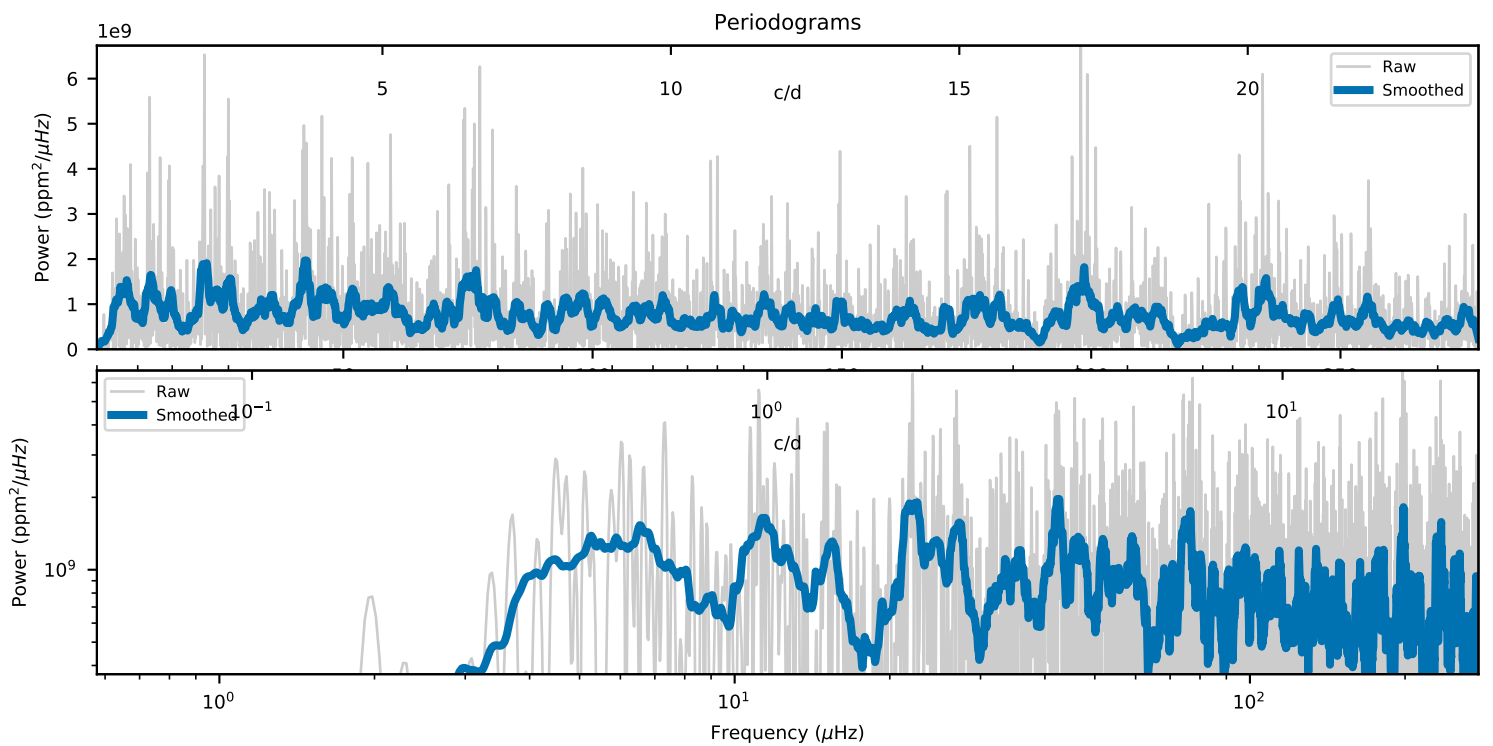 Periodograms
1e9
5 10 15 20
c/d
Raw
Smoothed
6
5
4
3
2
1
0
Power (ppm²/μHz)
Raw
Smoothed
10⁻¹ 10⁰ 10¹
c/d
10⁹
Power (ppm²/μHz)
10⁰ 10¹ 10²
Frequency (μHz)